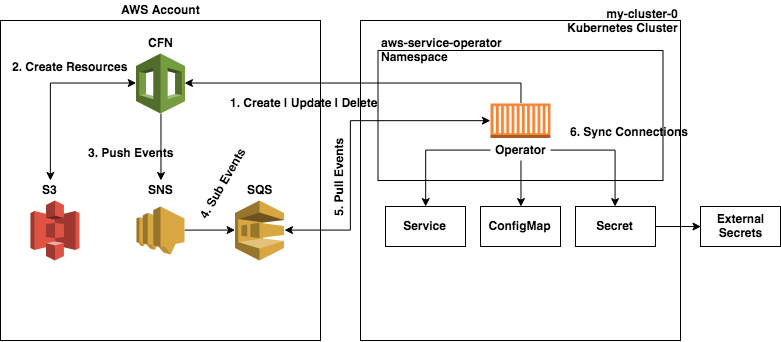 AWS Account
my-cluster-0
Kubernetes Cluster
CFN
aws-service-operator
Namespace
2. Create Resources
1. Create | Update | Delete
3. Push Events
4. Sub Events
5. Pull Events
6. Sync Connections
Operator
S3
SNS
SQS
Service
ConfigMap
Secret
External
Secrets